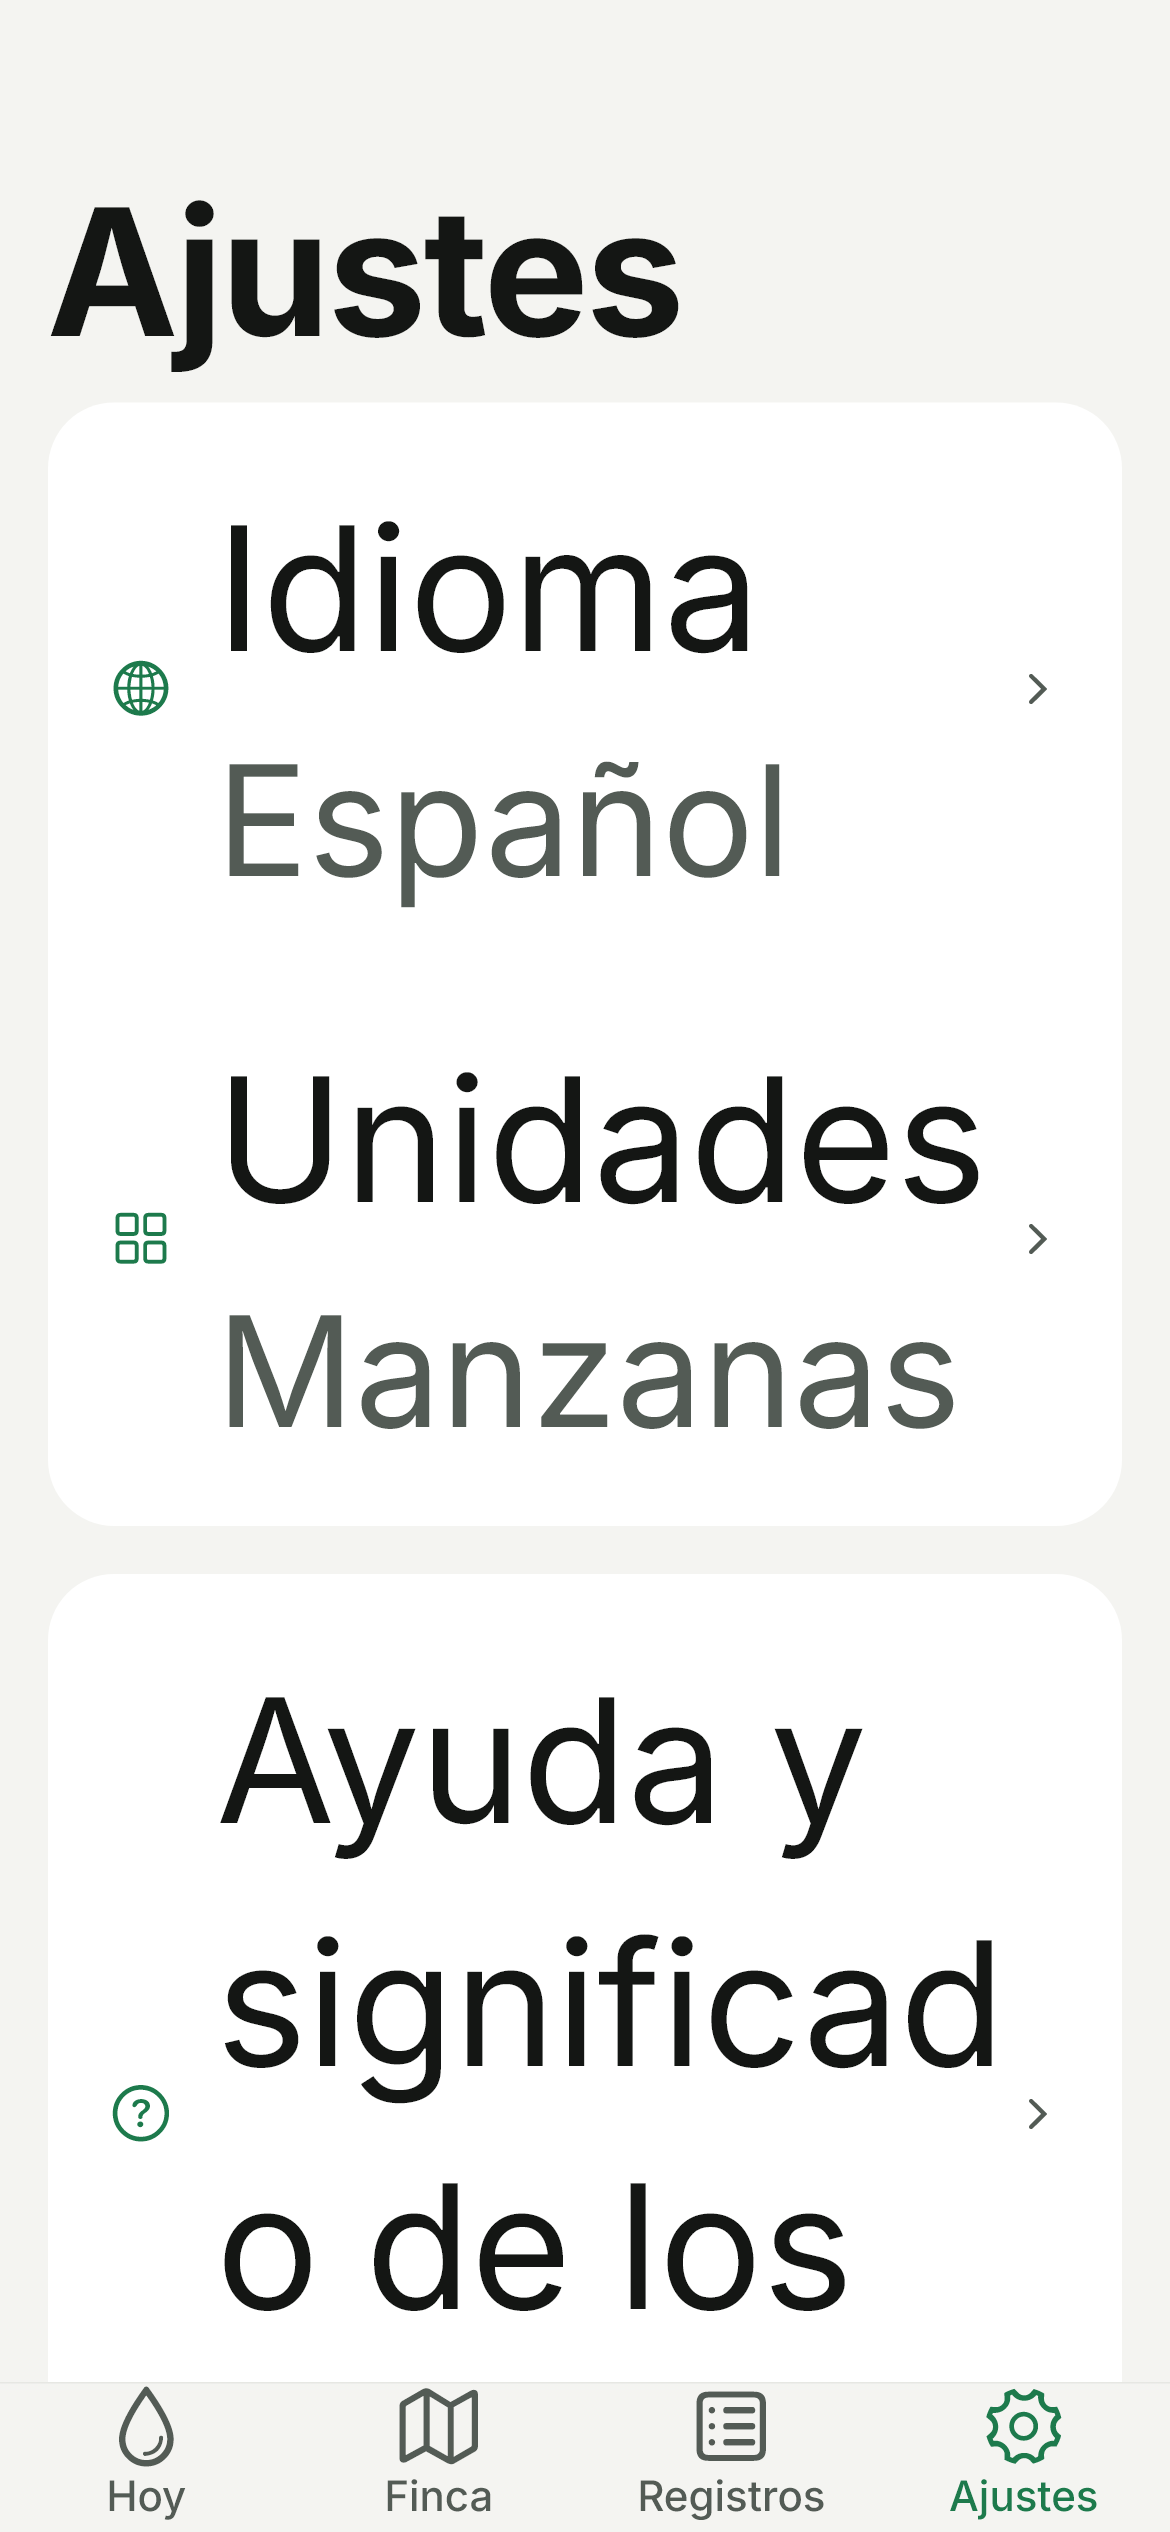 Ajustes
Idioma
Español
Unidades
Manzanas
Ayuda y
significad
o de los
Hoy
Finca
Registros
Ajustes